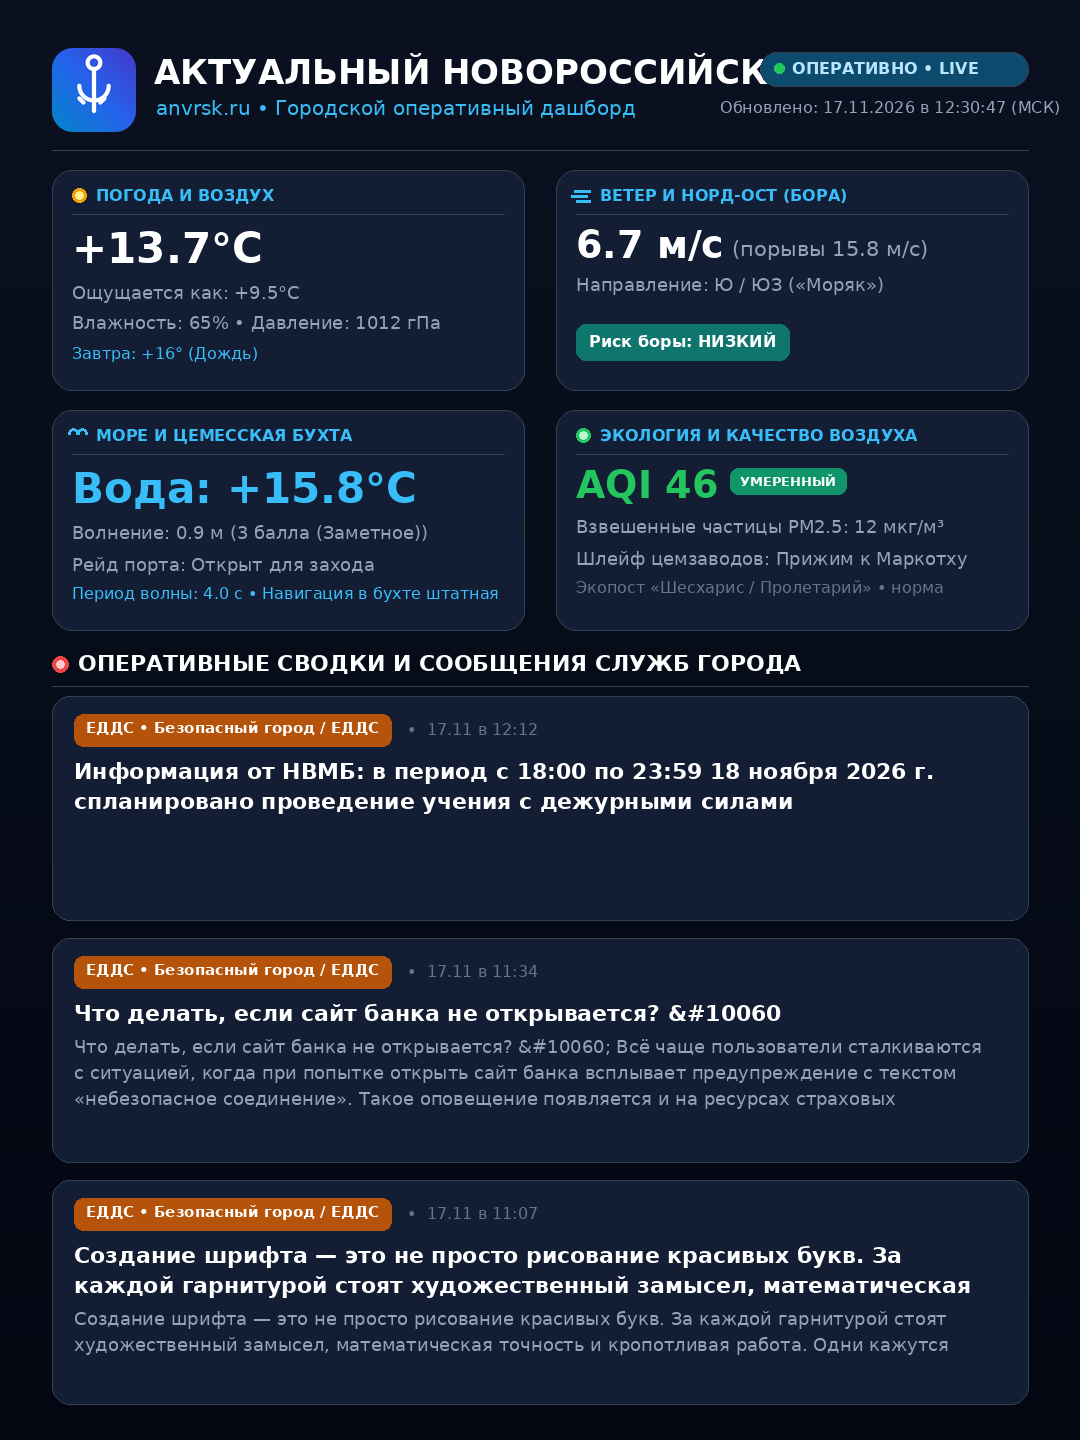 АКТУАЛЬНЫЙ НОВОРОССИЙСК
ОПЕРАТИВНО • LIVE
anvrsk.ru • Городской оперативный дашборд
Обновлено: 17.11.2026 в 12:30:47 (МСК)
ПОГОДА И ВОЗДУХ
+13.7°C
Ощущается как: +9.5°C
Влажность: 65% • Давление: 1012 гПа
Завтра: +16° (Дождь)
ВЕТЕР И НОРД-ОСТ (БОРА)
6.7 м/с (порывы 15.8 м/с)
Направление: Ю / ЮЗ («Моряк»)
Риск боры: НИЗКИЙ
МОРЕ И ЦЕМЕССКАЯ БУХТА
Вода: +15.8°C
Волнение: 0.9 м (3 балла (Заметное))
Рейд порта: Открыт для захода
Период волны: 4.0 с • Навигация в бухте штатная
ЭКОЛОГИЯ И КАЧЕСТВО ВОЗДУХА
AQI 46 УМЕРЕННЫЙ
Взвешенные частицы PM2.5: 12 мкг/м³
Шлейф цемзаводов: Прижим к Маркотху
Экопост «Шесхарис / Пролетарий» • норма
ОПЕРАТИВНЫЕ СВОДКИ И СООБЩЕНИЯ СЛУЖБ ГОРОДА
ЕДДС • Безопасный город / ЕДДС • 17.11 в 12:12
Информация от НВМБ: в период с 18:00 по 23:59 18 ноября 2026 г.
спланировано проведение учения с дежурными силами
ЕДДС • Безопасный город / ЕДДС • 17.11 в 11:34
Что делать, если сайт банка не открывается? &#10060
Что делать, если сайт банка не открывается? &#10060; Всё чаще пользователи сталкиваются
с ситуацией, когда при попытке открыть сайт банка всплывает предупреждение с текстом
«небезопасное соединение». Такое оповещение появляется и на ресурсах страховых
ЕДДС • Безопасный город / ЕДДС • 17.11 в 11:07
Создание шрифта — это не просто рисование красивых букв. За
каждой гарнитурой стоят художественный замысел, математическая
Создание шрифта — это не просто рисование красивых букв. За каждой гарнитурой стоят
художественный замысел, математическая точность и кропотливая работа. Одни кажутся